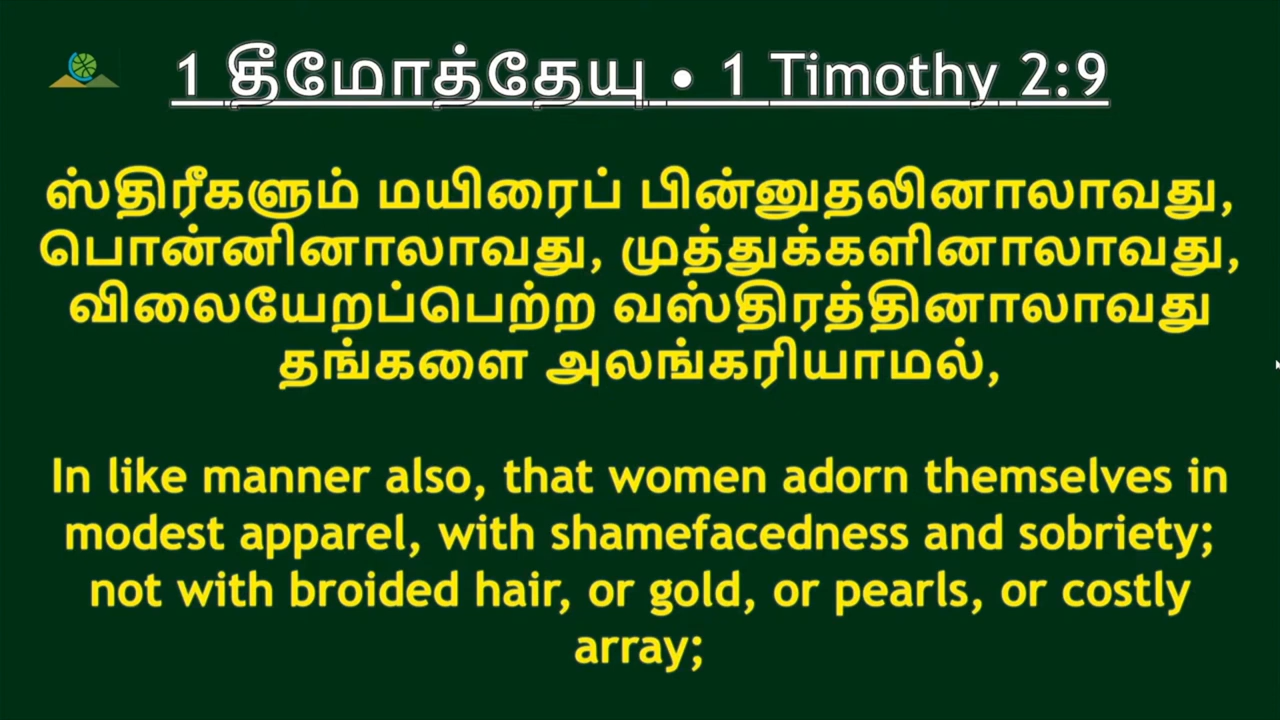 1 தீமோத்தேயு • 1 Timothy 2:9
ஸ்திரீகளும் மயிரைப் பின்னுதலினாலாவது,
பொன்னினாலாவது, முத்துக்களினாலாவது,
விலையேறப்பெற்ற வஸ்திரத்தினாலாவது
தங்களை அலங்கரியாமல்,
In like manner also, that women adorn themselves in
modest apparel, with shamefacedness and sobriety;
not with broided hair, or gold, or pearls, or costly
array;